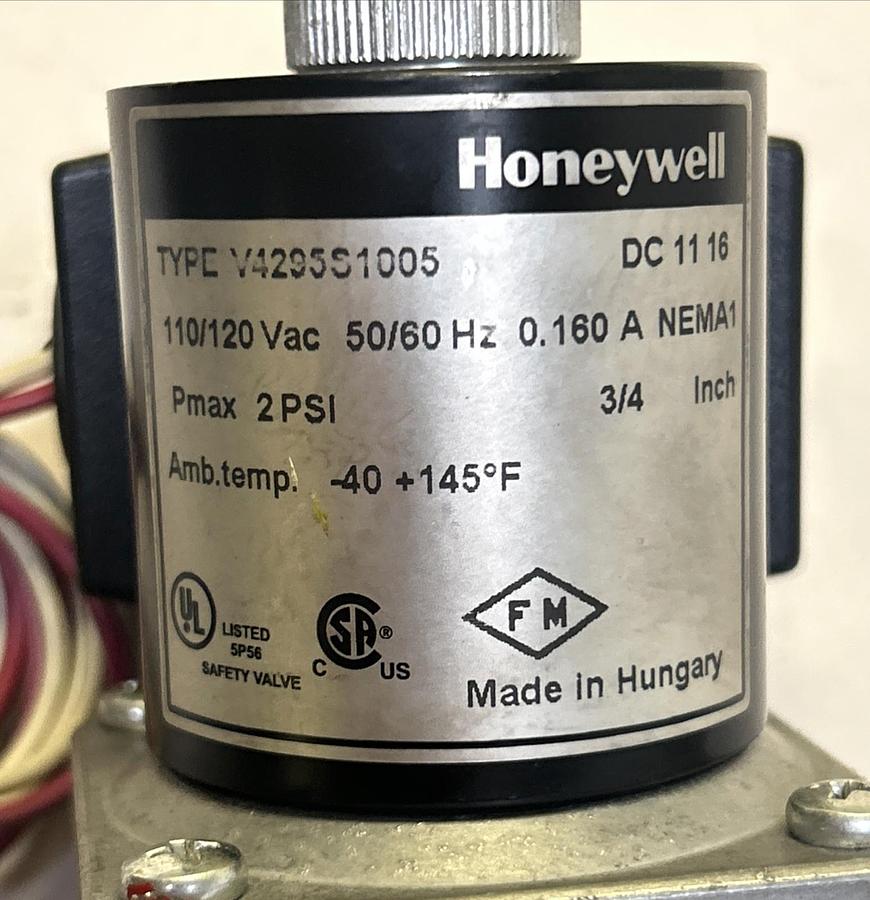 Honeywell
TYPE V4295S1005 DC 11 16
110/120 Vac 50/60 Hz 0.160 A NEMA1
Pmax 2 PSI 3/4 Inch
Amb.temp. -40 +145°F
UL LISTED
5P56
SAFETY VALVE
C SA® US
FM
Made in Hungary